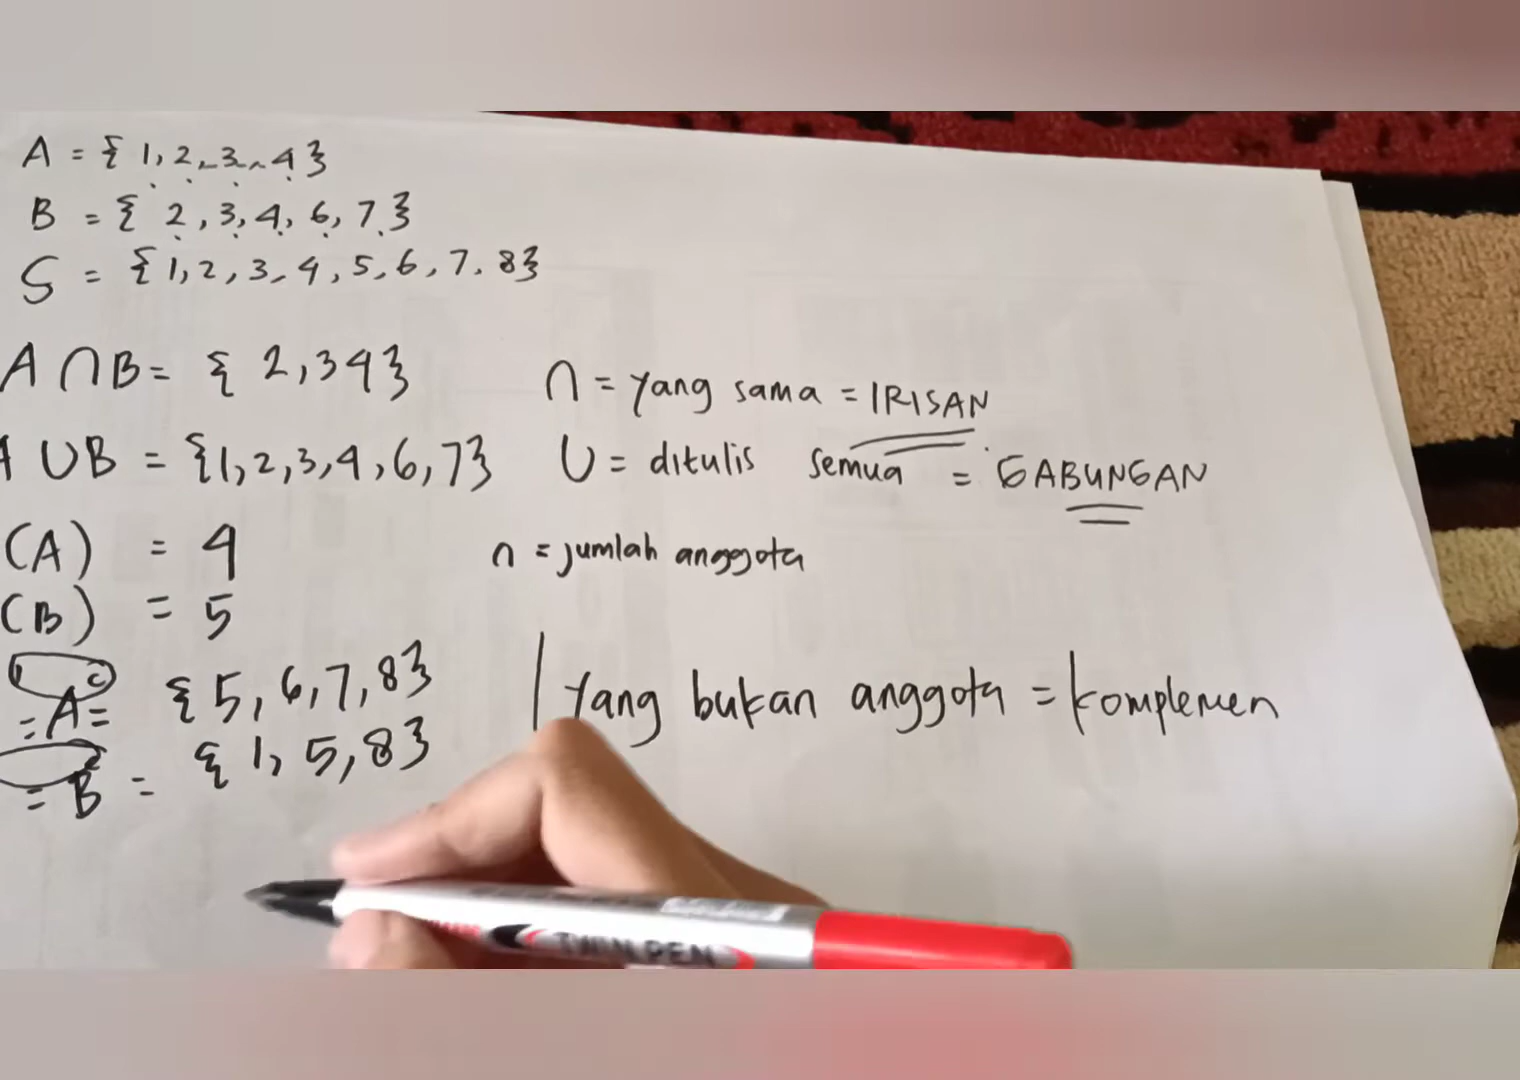 A = { 1, 2, 3, 4 }
B = { 2, 3, 4, 6, 7 }
S = { 1, 2, 3, 4, 5, 6, 7, 8 }
A ∩ B = { 2, 3 4 }
∩ = yang sama = IRISAN
A ∪ B = { 1, 2, 3, 4, 6, 7 }
∪ = ditulis semua = GABUNGAN
(A) = 4
n = jumlah anggota
(B) = 5
c
= A = { 5, 6, 7, 8 }
yang bukan anggota = komplemen
= B = { 1, 5, 8 }
TWIN PEN